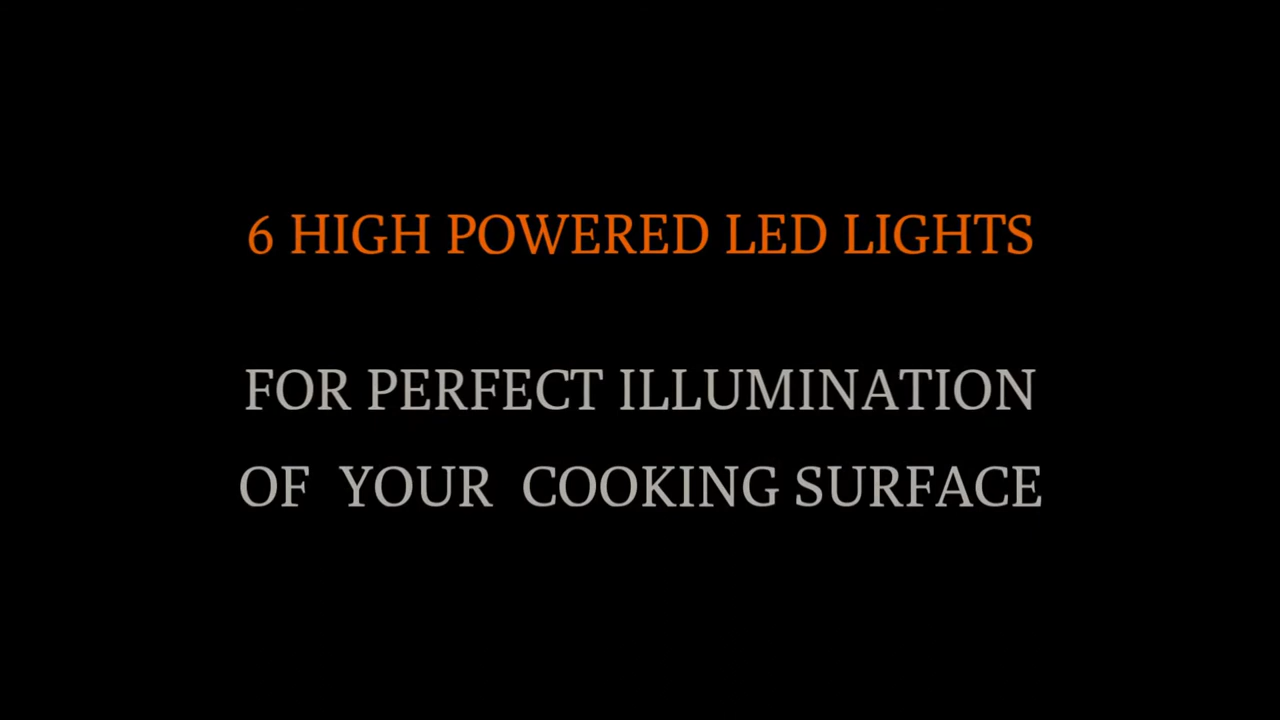 6 HIGH POWERED LED LIGHTS
FOR PERFECT ILLUMINATION
OF YOUR COOKING SURFACE